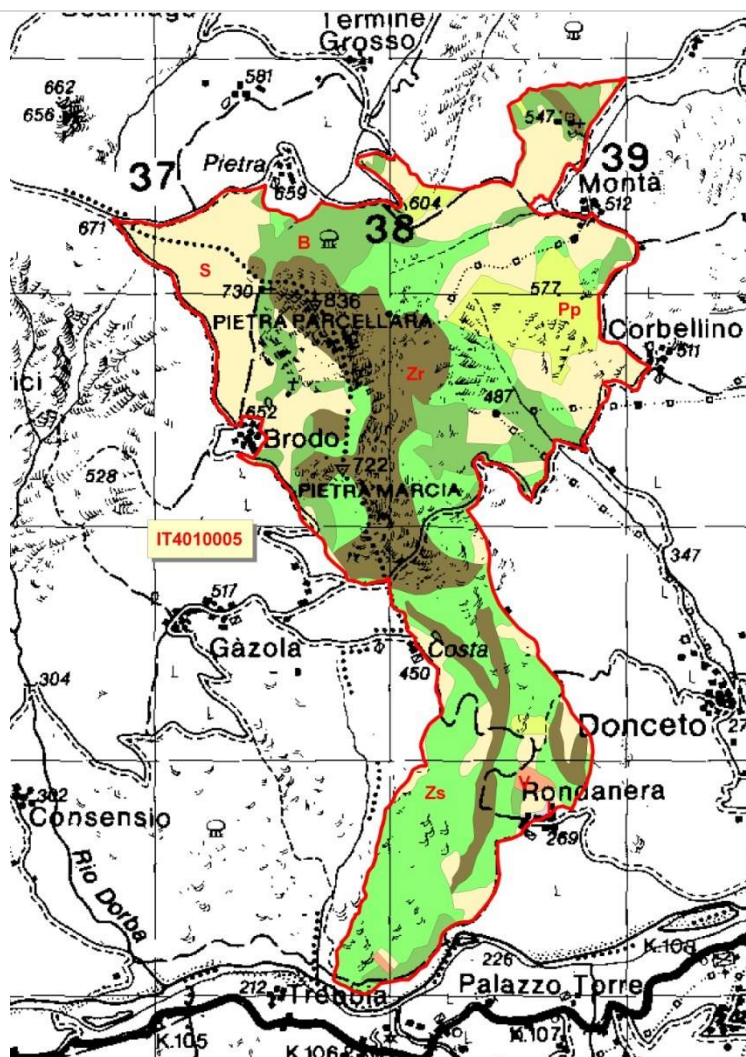 Termine
Grosso
662
656
581
547
37
Pietra
659
39
Montà
512
604
38
671
B
S
730
836
577
Pp
PIETRA PARCELLARA
Corbellino
511
Zr
487
652
Brodo
722
528
PIETRA MARCIA
IT4010005
347
517
Gàzola
Costa
450
304
Donceto
V
Rondanera
Zs
302
Consensio
269
Rio Dorba
226
K.108
212
Trebbia
Palazzo Torre
K.105
K.106
K.107